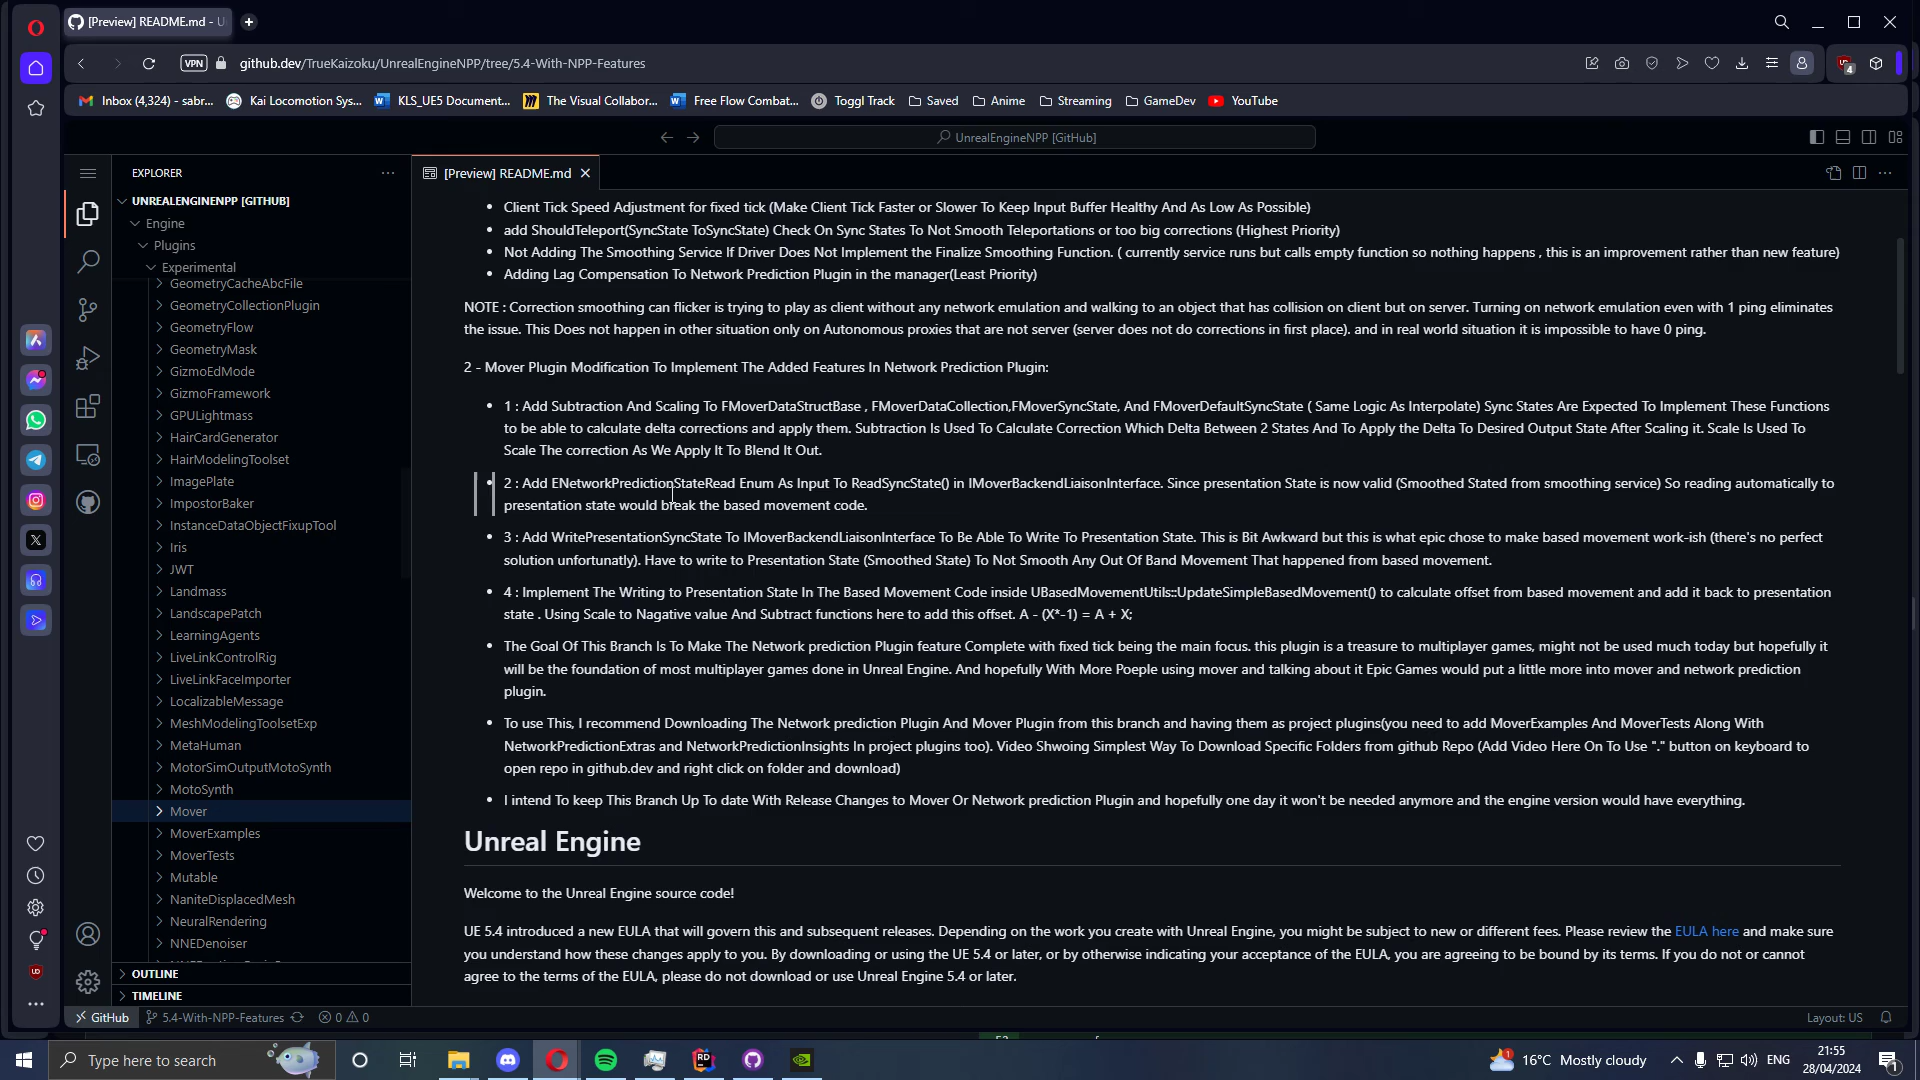 [Preview] README.md - U
VPN
github.dev/TrueKaizoku/UnrealEngineNPP/tree/5.4-With-NPP-Features
4
Inbox (4,324) - sabr...
Kai Locomotion Sys...
KLS_UE5 Document...
The Visual Collabor...
Free Flow Combat...
Toggl Track
Saved
Anime
Streaming
GameDev
YouTube
UnrealEngineNPP [GitHub]
EXPLORER
[Preview] README.md
UNREALENGINENPP [GITHUB]
Engine
Plugins
Experimental
GeometryCacheAbcFile
GeometryCollectionPlugin
GeometryFlow
GeometryMask
GizmoEdMode
GizmoFramework
GPULightmass
HairCardGenerator
HairModelingToolset
ImagePlate
ImpostorBaker
InstanceDataObjectFixupTool
Iris
JWT
Landmass
LandscapePatch
LearningAgents
LiveLinkControlRig
LiveLinkFaceImporter
LocalizableMessage
MeshModelingToolsetExp
MetaHuman
MotorSimOutputMotoSynth
MotoSynth
Mover
MoverExamples
MoverTests
Mutable
NaniteDisplacedMesh
NeuralRendering
NNEDenoiser
OUTLINE
TIMELINE
Client Tick Speed Adjustment for fixed tick (Make Client Tick Faster or Slower To Keep Input Buffer Healthy And As Low As Possible)
add ShouldTeleport(SyncState ToSyncState) Check On Sync States To Not Smooth Teleportations or too big corrections (Highest Priority)
Not Adding The Smoothing Service If Driver Does Not Implement the Finalize Smoothing Function. ( currently service runs but calls empty function so nothing happens , this is an improvement rather than new feature)
Adding Lag Compensation To Network Prediction Plugin in the manager(Least Priority)
NOTE : Correction smoothing can flicker is trying to play as client without any network emulation and walking to an object that has collision on client but on server. Turning on network emulation even with 1 ping eliminates
the issue. This Does not happen in other situation only on Autonomous proxies that are not server (server does not do corrections in first place). and in real world situation it is impossible to have 0 ping.
2 - Mover Plugin Modification To Implement The Added Features In Network Prediction Plugin:
1 : Add Subtraction And Scaling To FMoverDataStructBase , FMoverDataCollection,FMoverSyncState, And FMoverDefaultSyncState ( Same Logic As Interpolate) Sync States Are Expected To Implement These Functions
to be able to calculate delta corrections and apply them. Subtraction Is Used To Calculate Correction Which Delta Between 2 States And To Apply the Delta To Desired Output State After Scaling it. Scale Is Used To
Scale The correction As We Apply It To Blend It Out.
2 : Add ENetworkPredictionStateRead Enum As Input To ReadSyncState() in IMoverBackendLiaisonInterface. Since presentation State is now valid (Smoothed Stated from smoothing service) So reading automatically to
presentation state would break the based movement code.
3 : Add WritePresentationSyncState To IMoverBackendLiaisonInterface To Be Able To Write To Presentation State. This is Bit Awkward but this is what epic chose to make based movement work-ish (there's no perfect
solution unfortunatly). Have to write to Presentation State (Smoothed State) To Not Smooth Any Out Of Band Movement That happened from based movement.
4 : Implement The Writing to Presentation State In The Based Movement Code inside UBasedMovementUtils::UpdateSimpleBasedMovement() to calculate offset from based movement and add it back to presentation
state . Using Scale to Nagative value And Subtract functions here to add this offset. A - (X*-1) = A + X;
The Goal Of This Branch Is To Make The Network prediction Plugin feature Complete with fixed tick being the main focus. this plugin is a treasure to multiplayer games, might not be used much today but hopefully it
will be the foundation of most multiplayer games done in Unreal Engine. And hopefully With More Poeple using mover and talking about it Epic Games would put a little more into mover and network prediction
plugin.
To use This, I recommend Downloading The Network prediction Plugin And Mover Plugin from this branch and having them as project plugins(you need to add MoverExamples And MoverTests Along With
NetworkPredictionExtras and NetworkPredictionInsights In project plugins too). Video Shwoing Simplest Way To Download Specific Folders from github Repo (Add Video Here On To Use "." button on keyboard to
open repo in github.dev and right click on folder and download)
I intend To keep This Branch Up To date With Release Changes to Mover Or Network prediction Plugin and hopefully one day it won't be needed anymore and the engine version would have everything.
Unreal Engine
Welcome to the Unreal Engine source code!
UE 5.4 introduced a new EULA that will govern this and subsequent releases. Depending on the work you create with Unreal Engine, you might be subject to new or different fees. Please review the EULA here and make sure
you understand how these changes apply to you. By downloading or using the UE 5.4 or later, or by otherwise indicating your acceptance of the EULA, you are agreeing to be bound by its terms. If you do not or cannot
agree to the terms of the EULA, please do not download or use Unreal Engine 5.4 or later.
GitHub
5.4-With-NPP-Features
0
0
Layout: US
Type here to search
16°C Mostly cloudy
ENG
21:55
28/04/2024